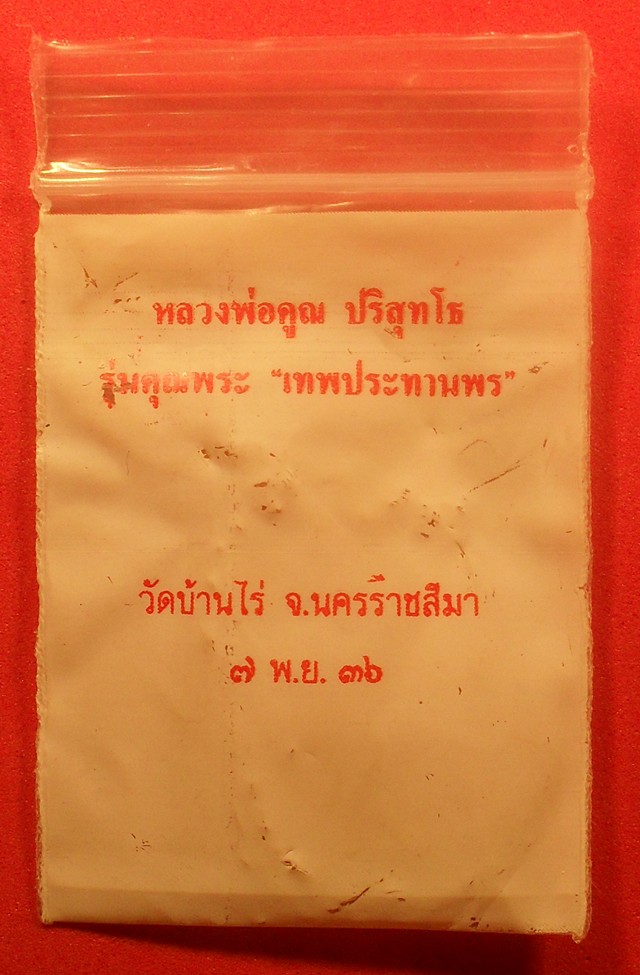 หลวงพ่อคูณ ปริสุทโธ
รุ่นคุณพระ "เทพประทานพร"
วัดบ้านไร่ จ.นครราชสีมา
๗ พ.ย. ๓๖